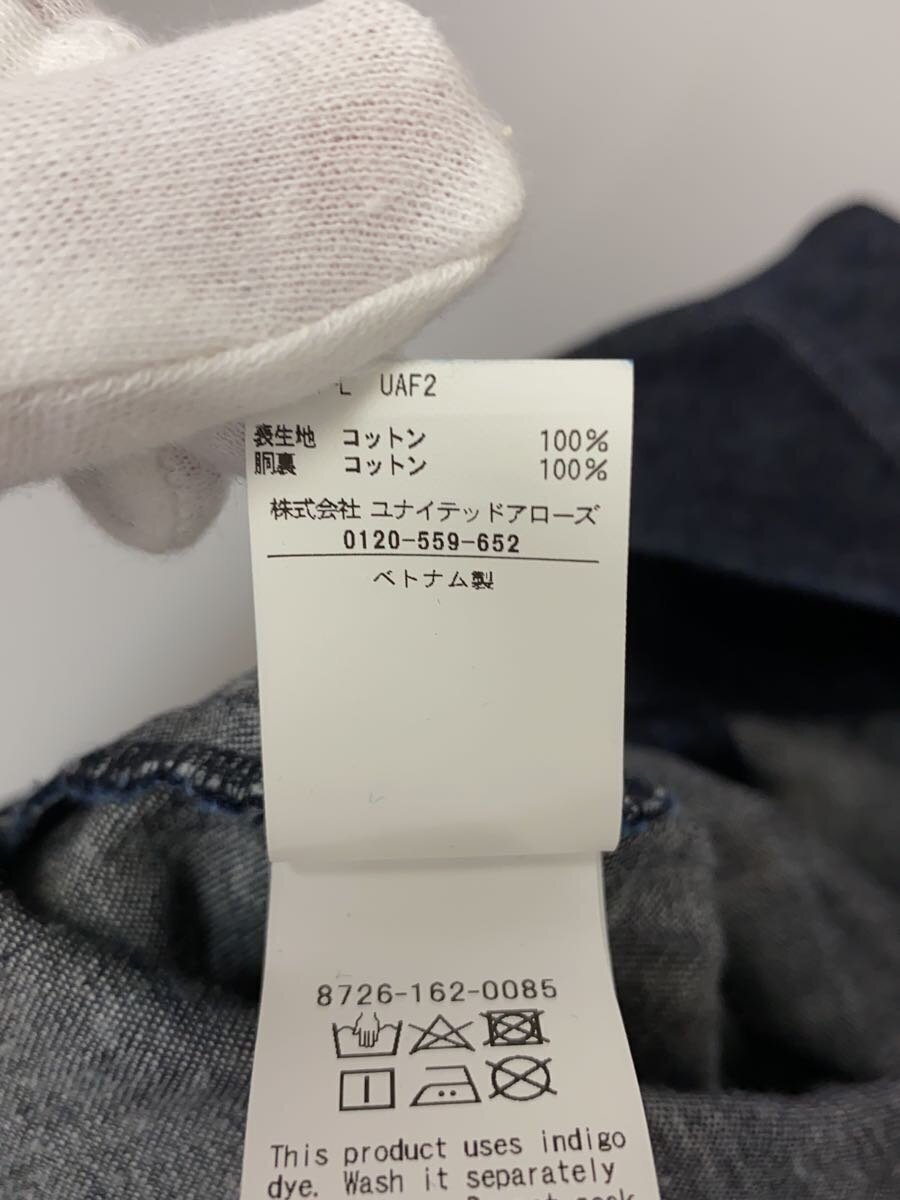 L UAF2
表生地 コットン 100%
胴裏 コットン 100%
株式会社 ユナイテッドアローズ
0120-559-652
ベトナム製
8726-162-0085
This product uses indigo
dye. Wash it separately